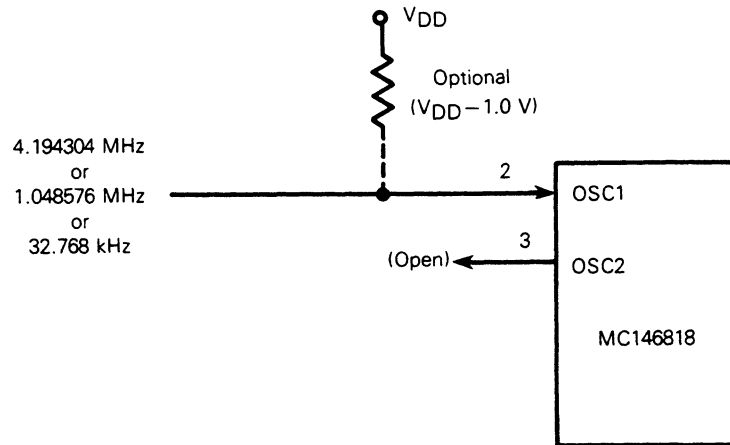 VDD
Optional
(VDD−1.0 V)
4.194304 MHz
or
1.048576 MHz
or
32.768 kHz
2
OSC1
3
(Open)
OSC2
MC146818